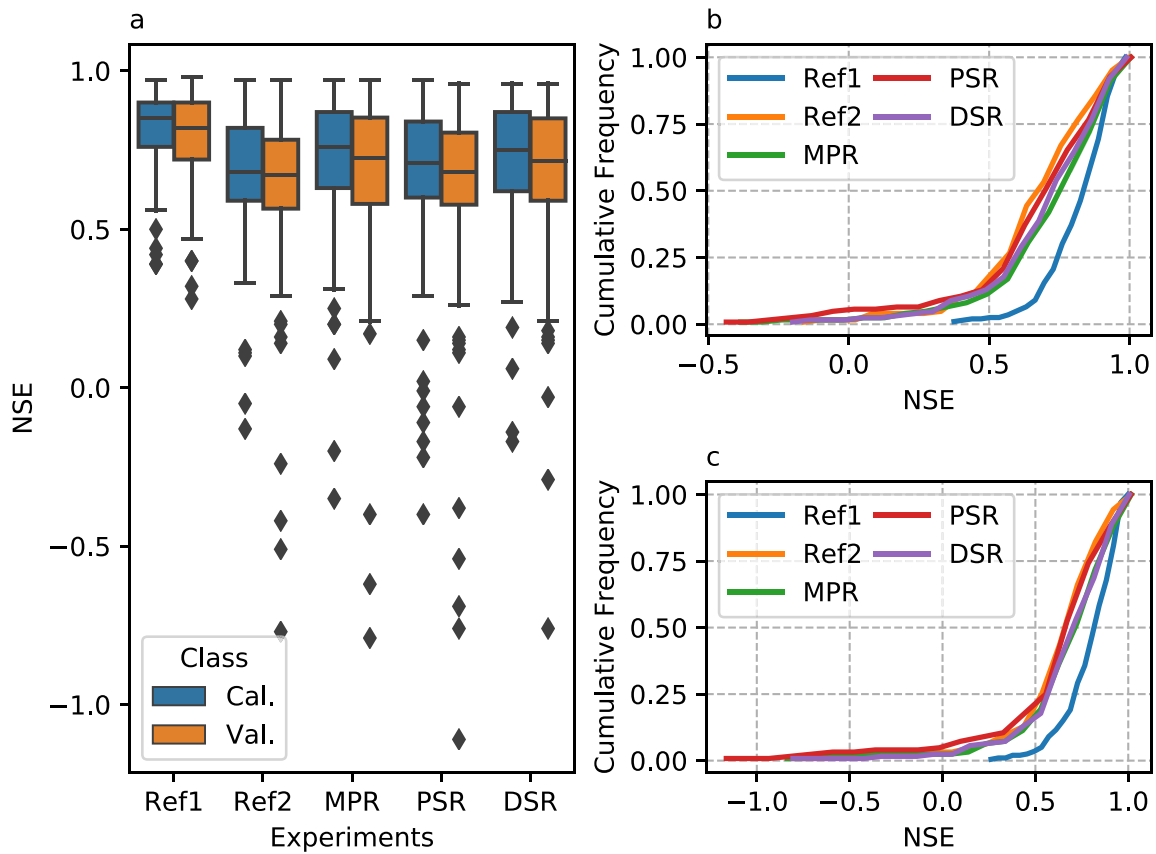 a
1.0
0.5
0.0
−0.5
−1.0
NSE
Class
Cal.
Val.
Ref1 Ref2 MPR PSR DSR
Experiments
b
1.00
0.75
0.50
0.25
0.00
Cumulative Frequency
Ref1 PSR
Ref2 DSR
MPR
−0.5 0.0 0.5 1.0
NSE
c
1.00
0.75
0.50
0.25
0.00
Cumulative Frequency
Ref1 PSR
Ref2 DSR
MPR
−1.0 −0.5 0.0 0.5 1.0
NSE